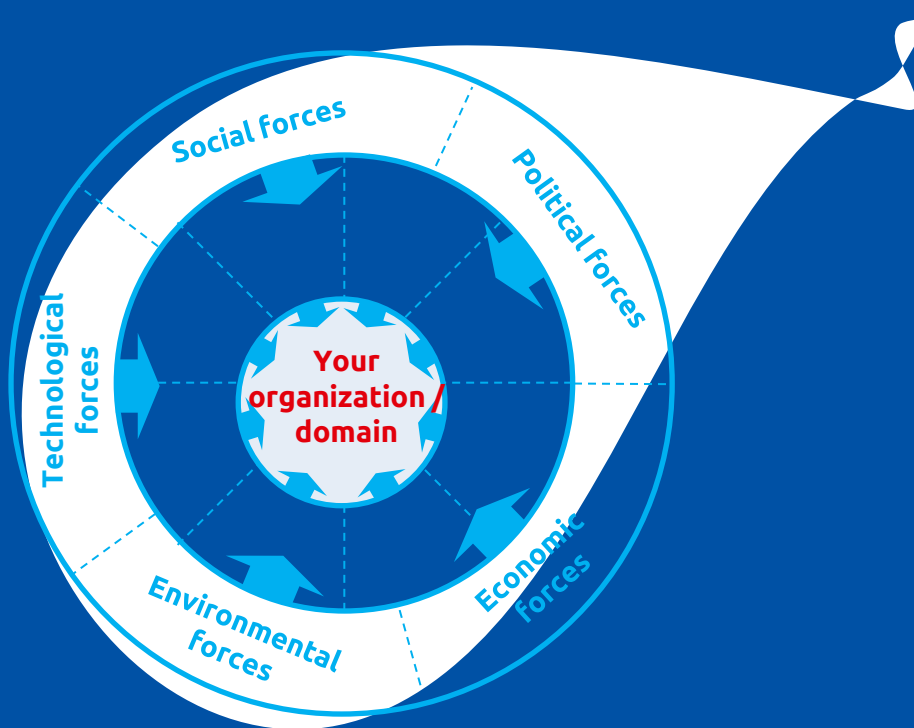 Social forces
Political forces
Technological
forces
Your
organization /
domain
Economic
forces
Environmental
forces